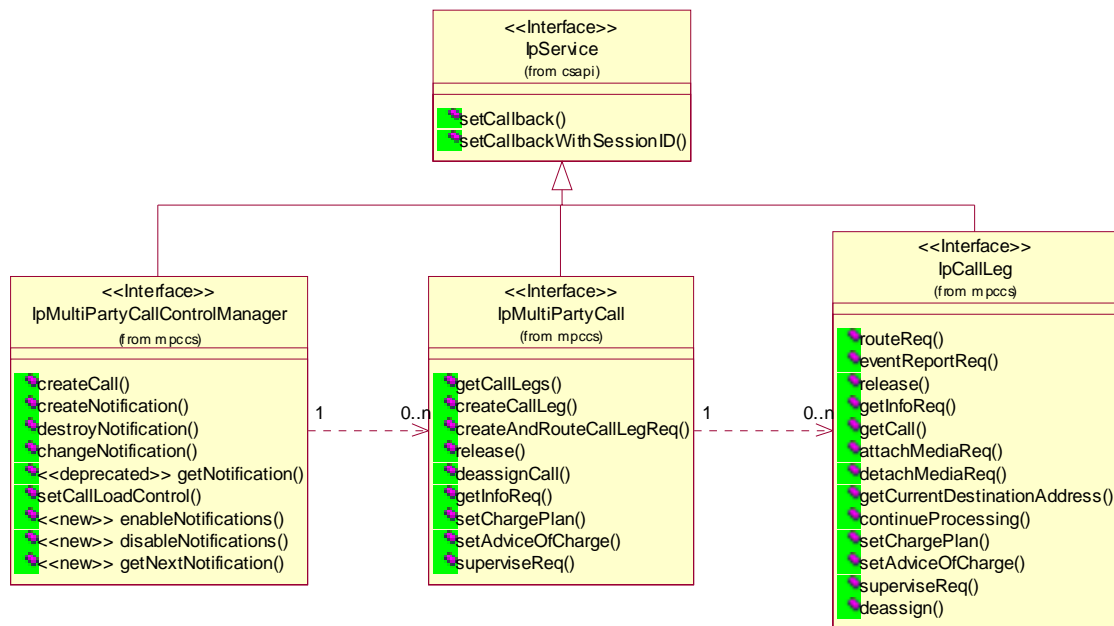 <<Interface>>
IpService
(from csapi)
setCallback()
setCallbackWithSessionID()
<<Interface>>
IpMultiPartyCallControlManager
(from mpccs)
createCall()
createNotification()
destroyNotification()
changeNotification()
<<deprecated>> getNotification()
setCallLoadControl()
<<new>> enableNotifications()
<<new>> disableNotifications()
<<new>> getNextNotification()
1
0..n
<<Interface>>
IpMultiPartyCall
(from mpccs)
getCallLegs()
createCallLeg()
createAndRouteCallLegReq()
release()
deassignCall()
getInfoReq()
setChargePlan()
setAdviceOfCharge()
superviseReq()
1
0..n
<<Interface>>
IpCallLeg
(from mpccs)
routeReq()
eventReportReq()
release()
getInfoReq()
getCall()
attachMediaReq()
detachMediaReq()
getCurrentDestinationAddress()
continueProcessing()
setChargePlan()
setAdviceOfCharge()
superviseReq()
deassign()